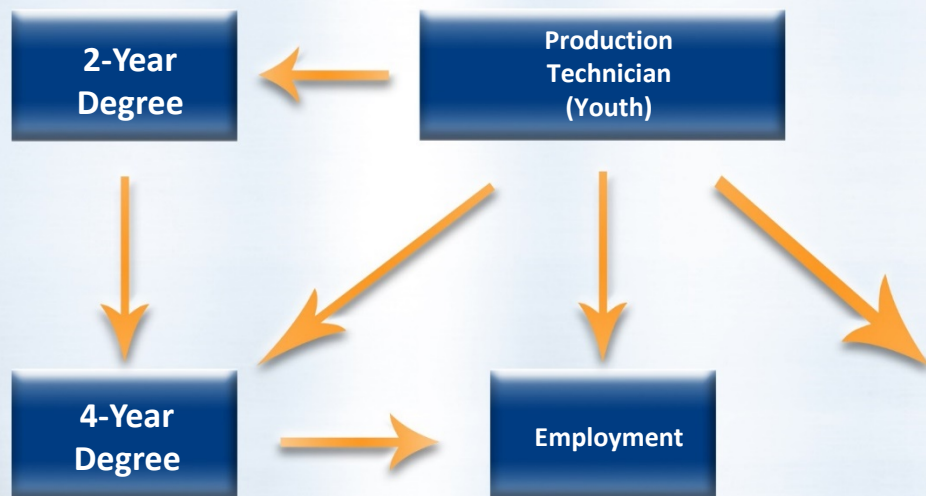 2-Year
Degree
Production
Technician
(Youth)
4-Year
Degree
Employment